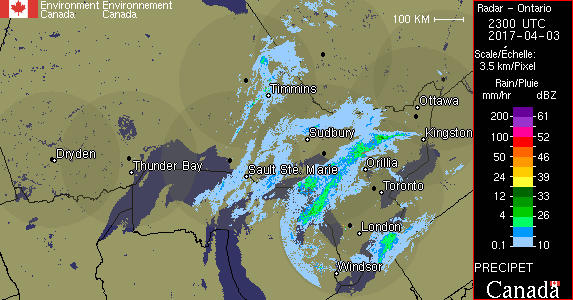 Environment Environnement
Canada Canada
100 KM
Timmins
Ottawa
Sudbury
Kingston
Dryden
Thunder Bay
Sault Ste. Marie
Orillia
Toronto
London
Windsor
Radar - Ontario
2300 UTC
2017-04-03
Scale/Échelle:
3.5 km/Pixel
Rain/Pluie
mm/hr dBZ
200 61
100 52
50 46
24 39
12 34
4 26
0.1 10
PRECIPET
Canada